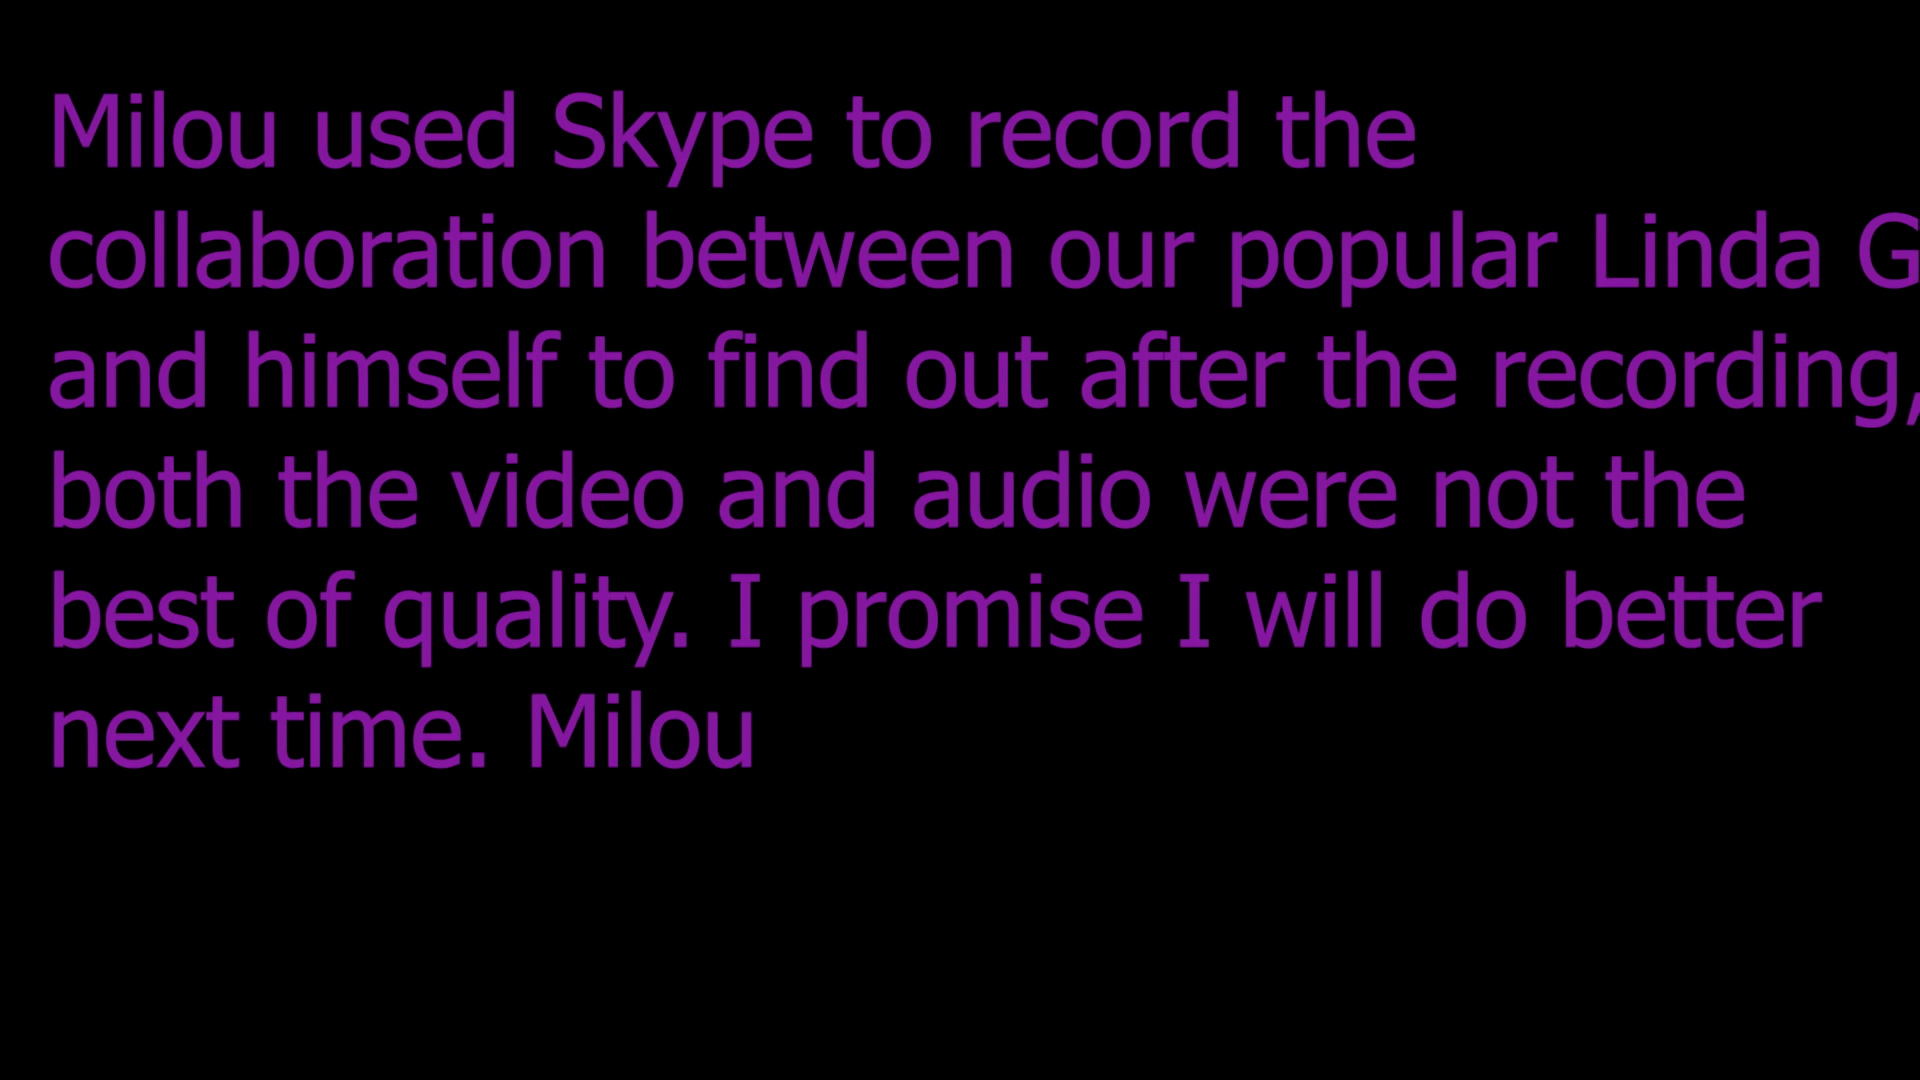 Milou used Skype to record the
collaboration between our popular Linda G
and himself to find out after the recording,
both the video and audio were not the
best of quality. I promise I will do better
next time. Milou